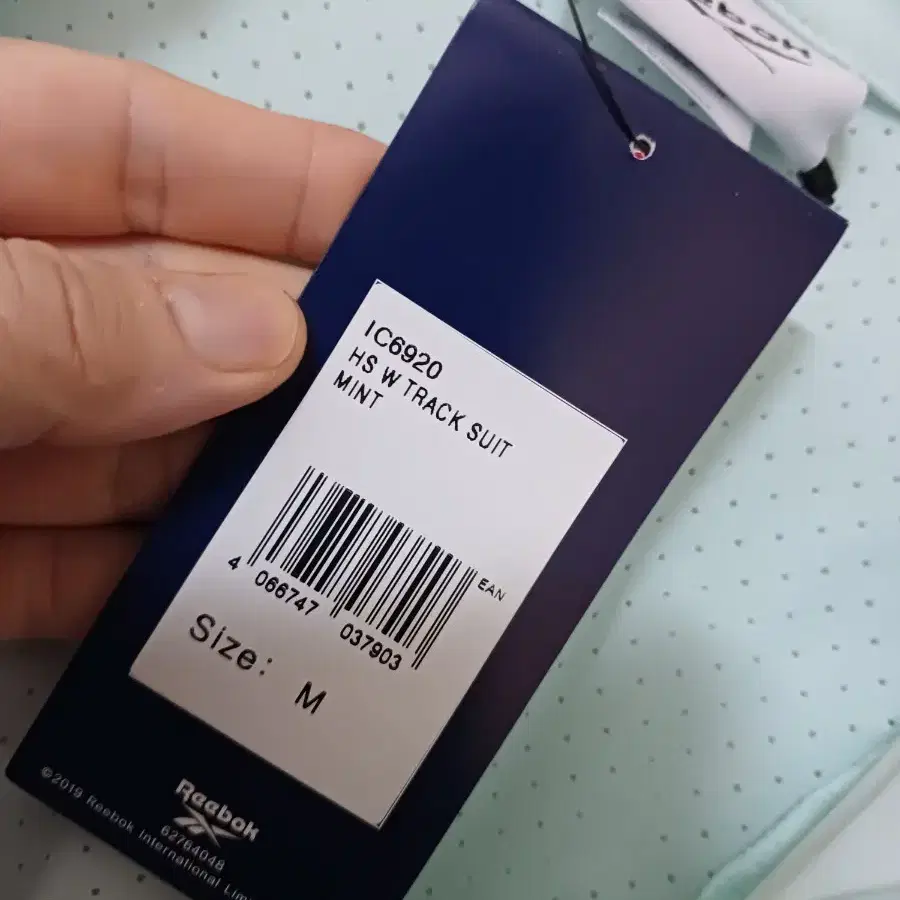 Reebok
IC6920
HS W TRACK SUIT
MINT
EAN
4 066747 037903
Size: M
Reebok
62764048
©2019 Reebok International